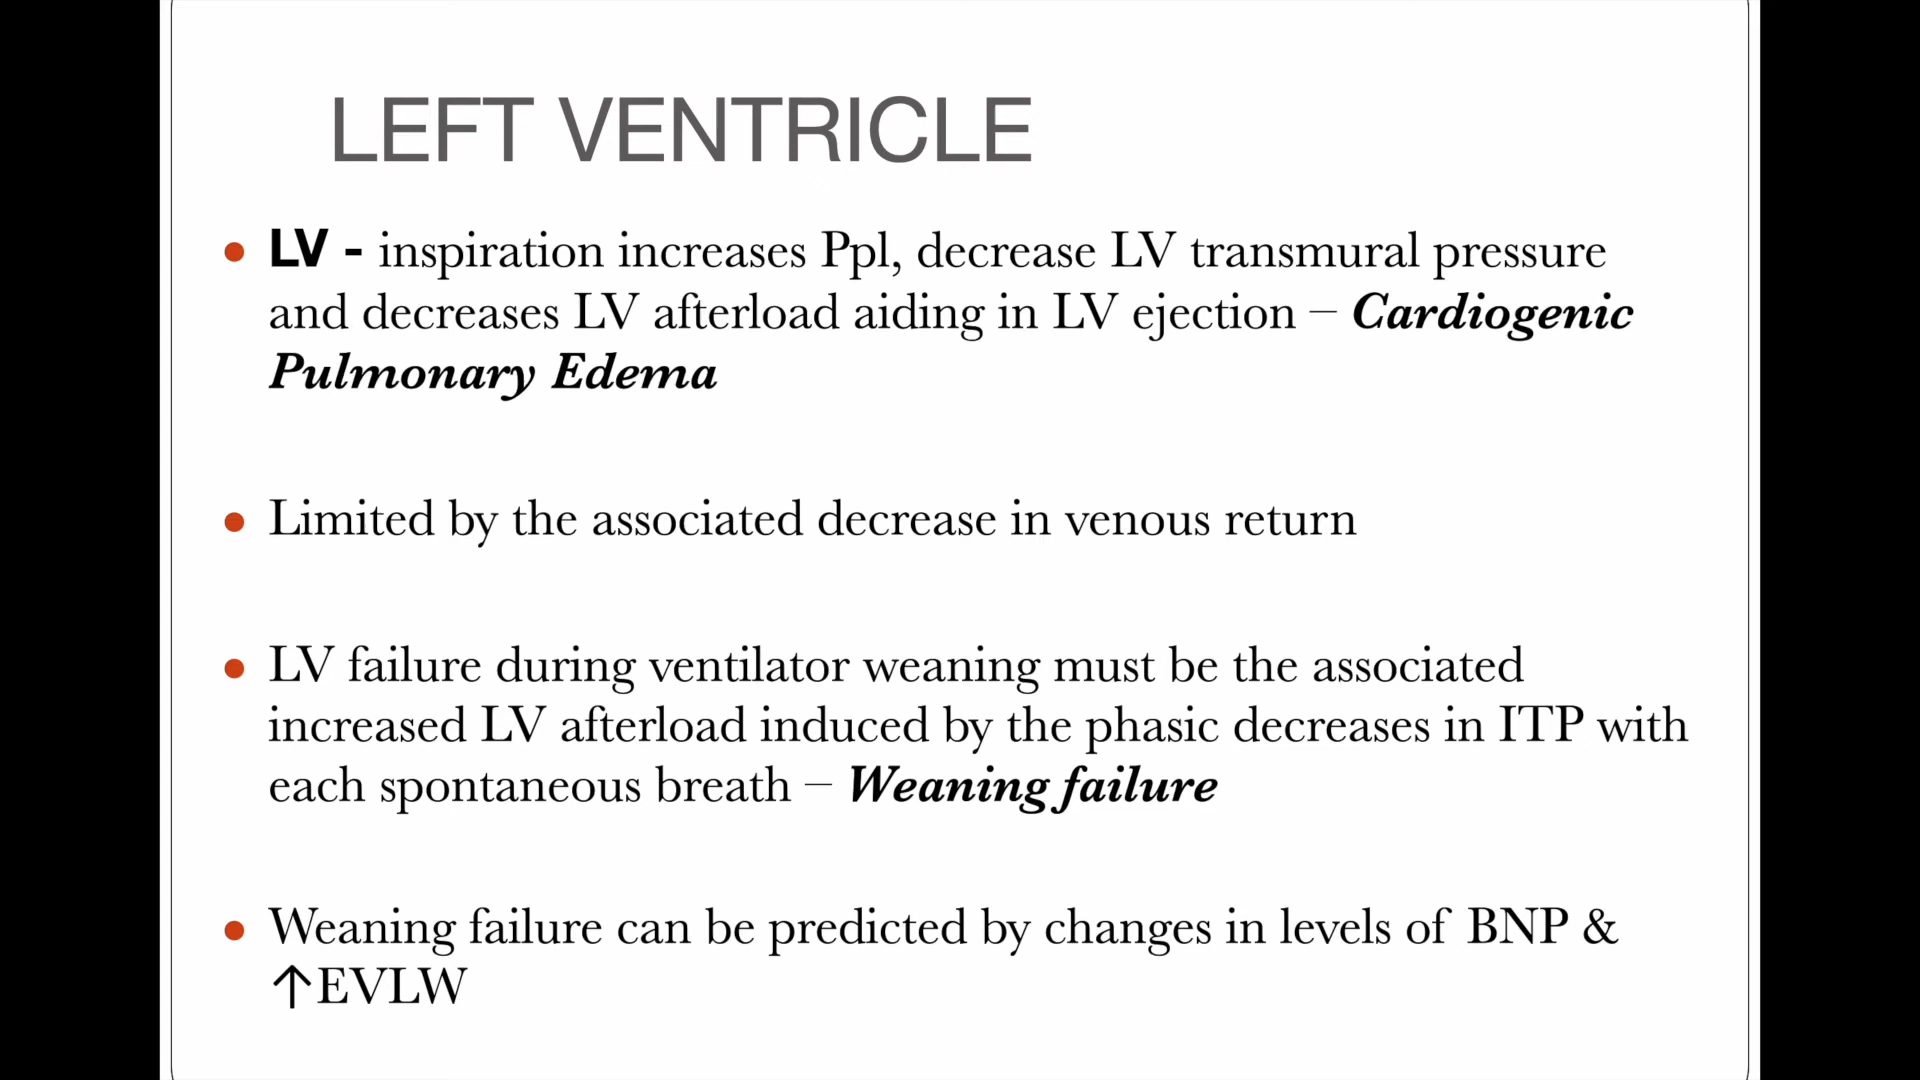 LEFT VENTRICLE
LV - inspiration increases Ppl, decrease LV transmural pressure
and decreases LV afterload aiding in LV ejection – Cardiogenic
Pulmonary Edema
Limited by the associated decrease in venous return
LV failure during ventilator weaning must be the associated
increased LV afterload induced by the phasic decreases in ITP with
each spontaneous breath – Weaning failure
Weaning failure can be predicted by changes in levels of BNP &
↑EVLW